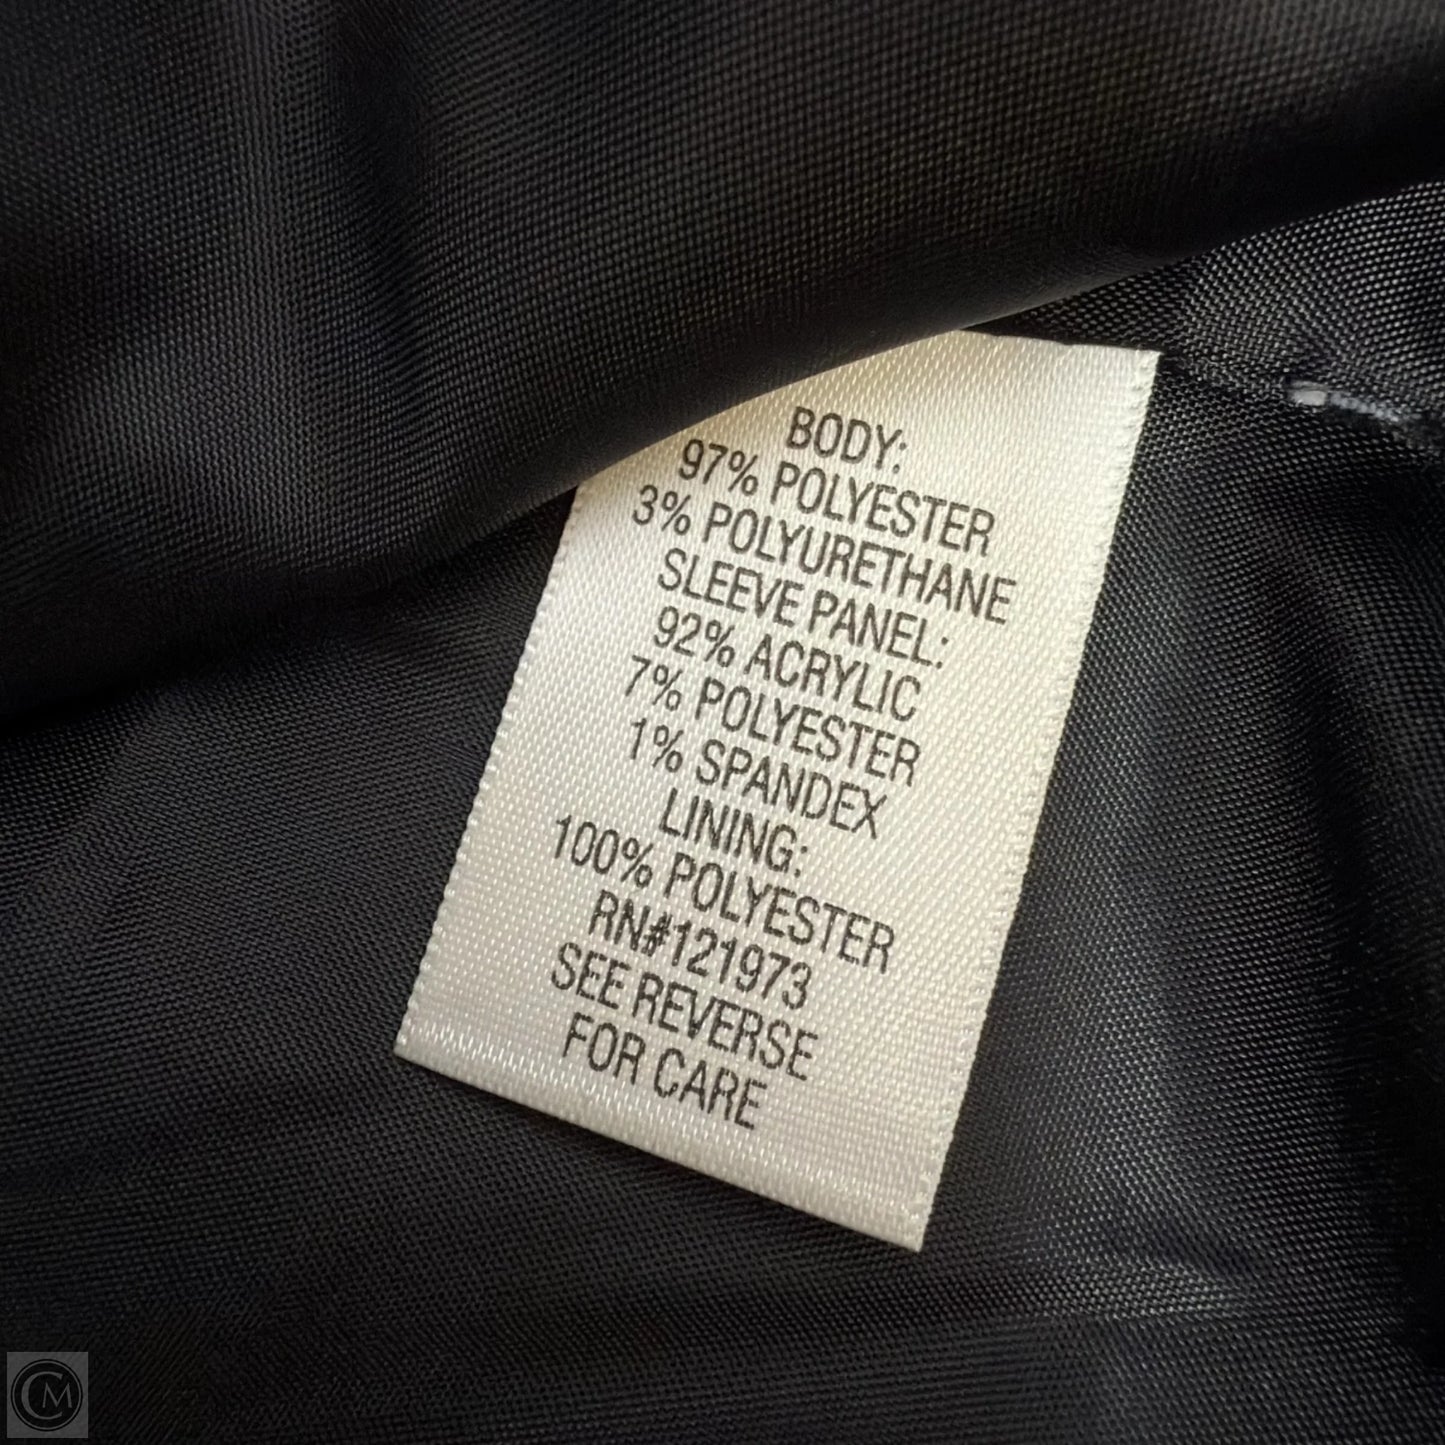 BODY:
97% POLYESTER
3% POLYURETHANE
SLEEVE PANEL:
92% ACRYLIC
7% POLYESTER
1% SPANDEX
LINING:
100% POLYESTER
RN#121973
SEE REVERSE
FOR CARE
CM